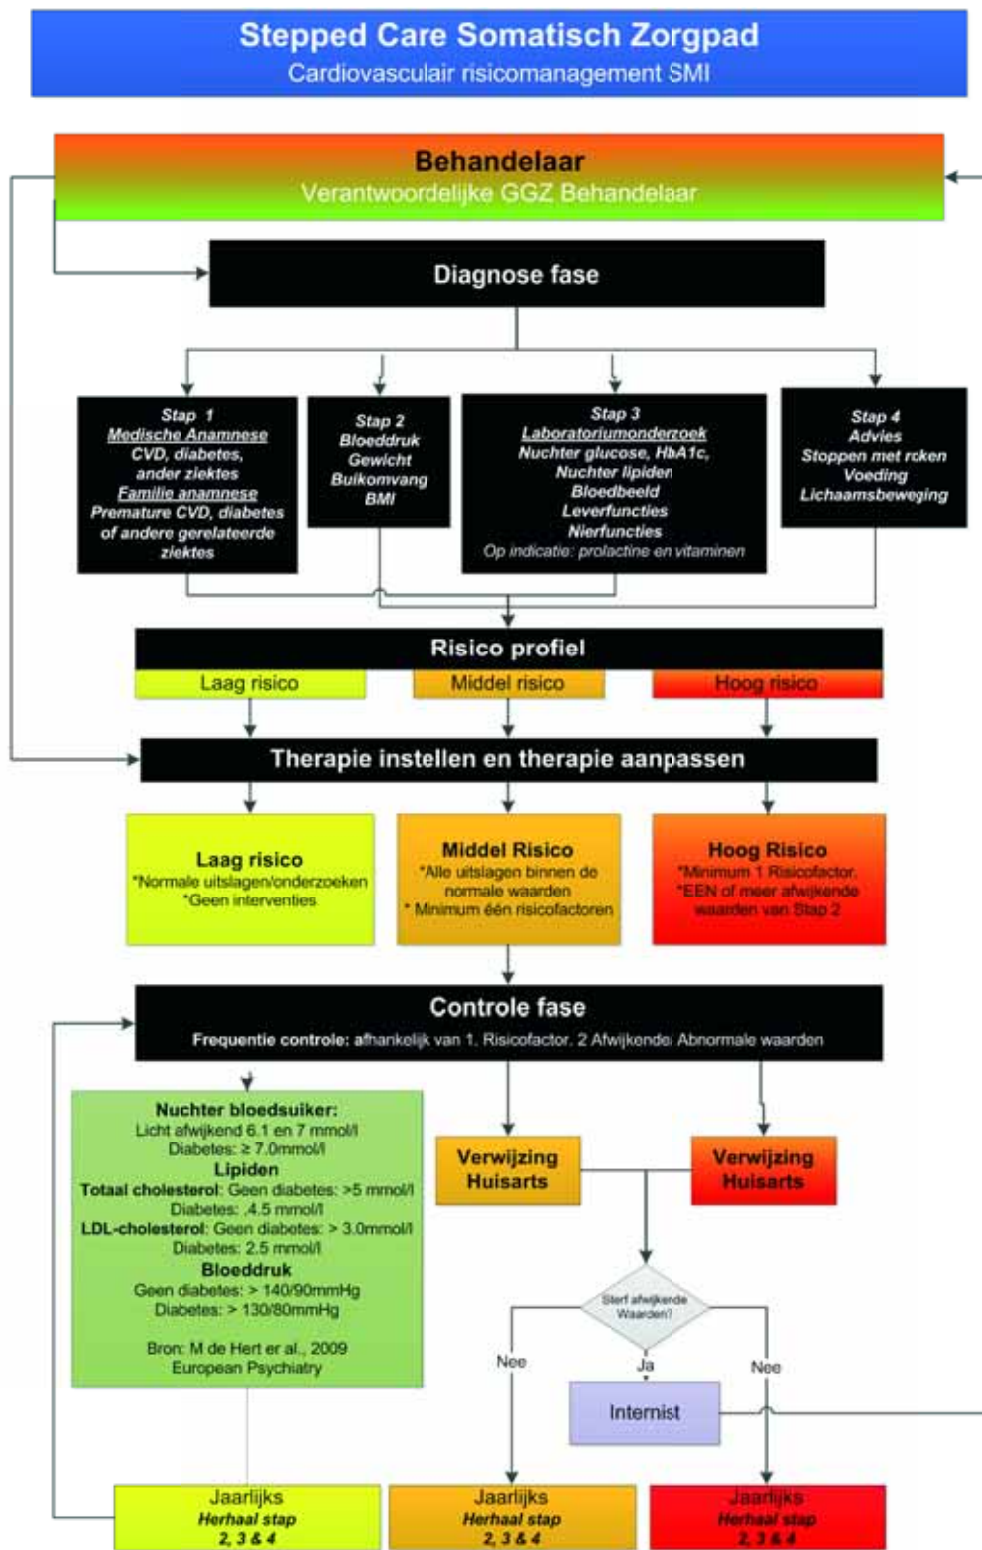 Stepped Care Somatisch Zorgpad
Cardiovasculair risicomanagement SMI
Behandelaar
Verantwoordelijke GGZ Behandelaar
Diagnose fase
Stap 1
Medische Anamnese
CVD, diabetes,
ander ziektes
Familie anamnese
Premature CVD, diabetes
of andere gerelateerde
ziektes
Stap 2
Bloeddruk
Gewicht
Buikomvang
BMI
Stap 3
Laboratoriumonderzoek
Nuchter glucose, HbA1c,
Nuchter lipiden
Bloedbeeld
Leverfuncties
Nierfuncties
Op indicatie: prolactine en vitaminen
Stap 4
Advies
Stoppen met roken
Voeding
Lichaamsbeweging
Risico profiel
Laag risico
Middel risico
Hoog risico
Therapie instellen en therapie aanpassen
Laag risico
*Normale uitslagen/onderzoeken
*Geen interventies
Middel Risico
*Alle uitslagen binnen de
normale waarden
* Minimum één risicofactoren
Hoog Risico
*Minimum 1 Risicofactor.
*EEN of meer afwijkende
waarden van Stap 2
Controle fase
Frequentie controle: afhankelijk van 1. Risicofactor. 2 Afwijkende Abnormale waarden
Nuchter bloedsuiker:
Licht afwijkend 6.1 en 7 mmol/l
Diabetes: ≥ 7.0mmol/l
Lipiden
Totaal cholesterol: Geen diabetes: >5 mmol/l
Diabetes: .4.5 mmol/l
LDL-cholesterol: Geen diabetes: > 3.0mmol/l
Diabetes: 2.5 mmol/l
Bloeddruk
Geen diabetes: > 140/90mmHg
Diabetes: > 130/80mmHg
Bron: M de Hert er al., 2009
European Psychiatry
Verwijzing
Huisarts
Verwijzing
Huisarts
Sterf afwijkende
Waarden?
Nee
Ja
Nee
Internist
Jaarlijks
Herhaal stap
2, 3 & 4
Jaarlijks
Herhaal stap
2, 3 & 4
Jaarlijks
Herhaal stap
2, 3 & 4